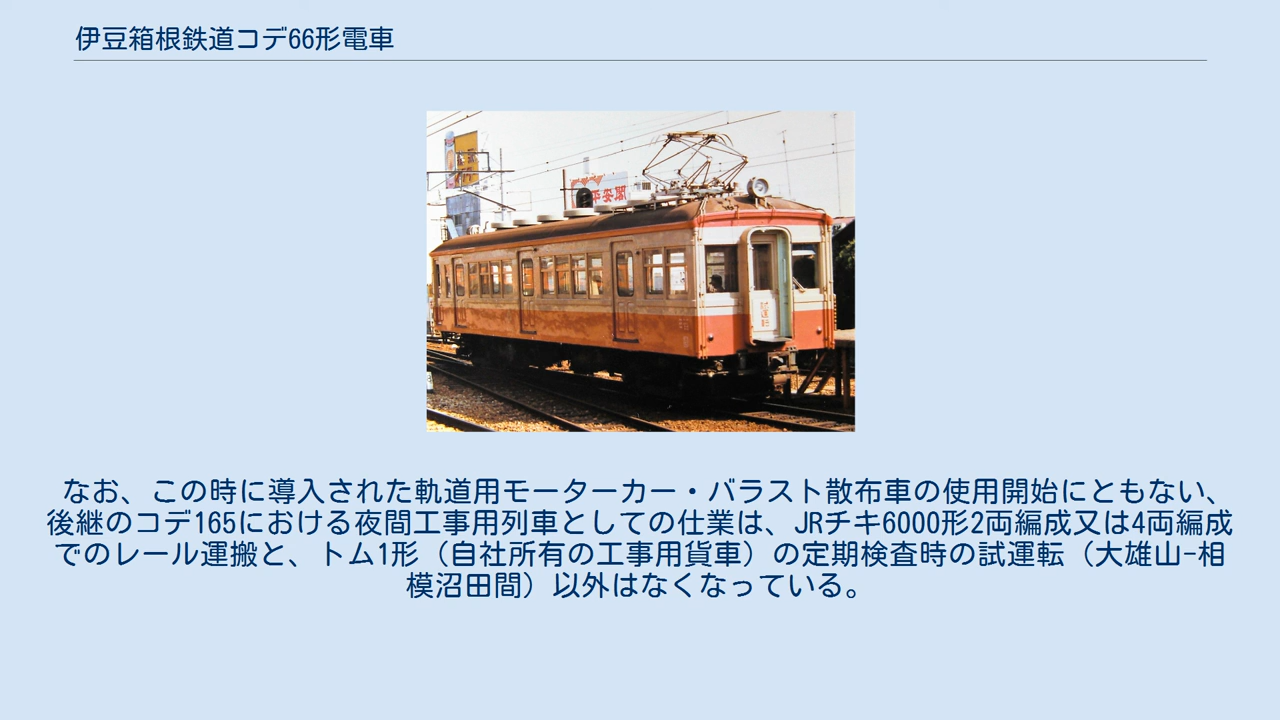 伊豆箱根鉄道コデ66形電車
平安閣
試運転
なお、この時に導入された軌道用モーターカー・バラスト散布車の使用開始にともない、
後継のコデ165における夜間工事用列車としての仕業は、JRチキ6000形2両編成又は4両編成
でのレール運搬と、トム1形（自社所有の工事用貨車）の定期検査時の試運転（大雄山-相
模沼田間）以外はなくなっている。